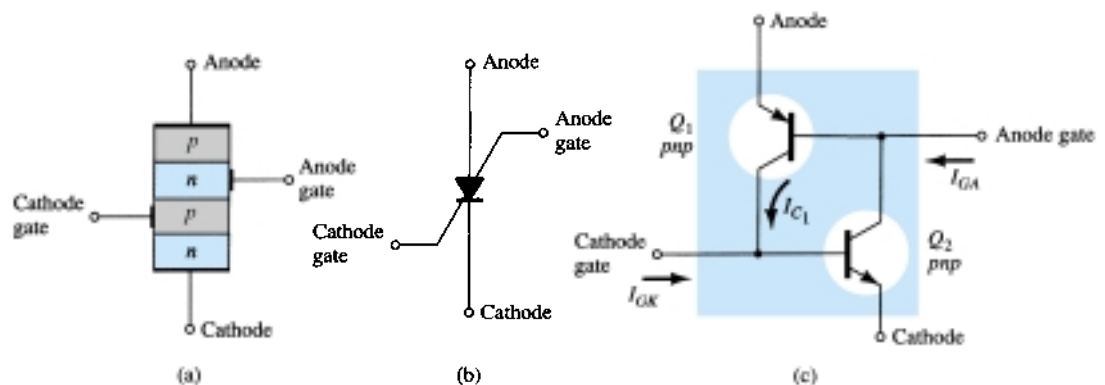 Anode
p
n
p
n
Anode
gate
Cathode
gate
Cathode
(a)
Anode
Anode
gate
Cathode
gate
Cathode
(b)
Anode
Q1
pnp
Anode gate
IGA
IC1
Cathode
gate
IGK
Q2
pnp
Cathode
(c)